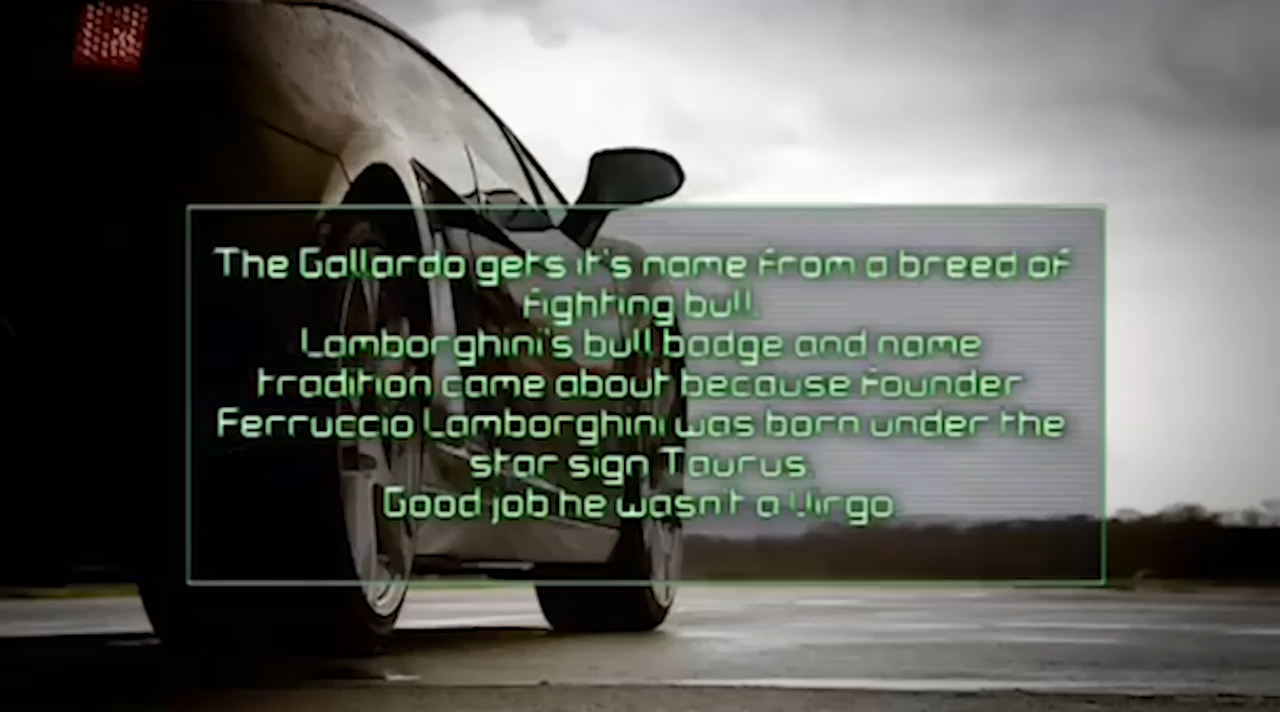 The Gallardo gets it's name from a breed of
fighting bull.
Lamborghini's bull badge and name
tradition came about because founder
Ferruccio Lamborghini was born under the
star sign Taurus.
Good job he wasn't a Virgo